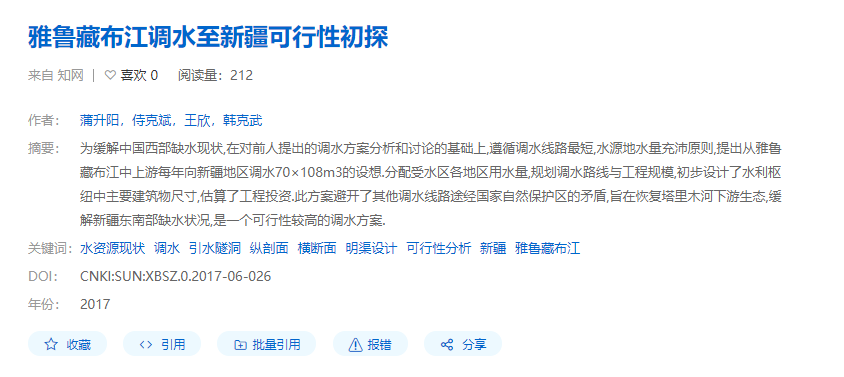 雅鲁藏布江调水至新疆可行性初探
来自 知网 | ♡ 喜欢 0 阅读量：212
作者： 蒲升阳，侍克斌，王欣，韩克武
摘要： 为缓解中国西部缺水现状,在对前人提出的调水方案分析和讨论的基础上,遵循调水线路最短,水源地水量充沛原则,提出从雅鲁
藏布江中上游每年向新疆地区调水70×108m3的设想.分配受水区各地区用水量,规划调水路线与工程规模,初步设计了水利枢
纽中主要建筑物尺寸,估算了工程投资.此方案避开了其他调水线路途经国家自然保护区的矛盾,旨在恢复塔里木河下游生态,缓
解新疆东南部缺水状况,是一个可行性较高的调水方案.
关键词： 水资源现状 调水 引水隧洞 纵剖面 横断面 明渠设计 可行性分析 新疆 雅鲁藏布江
DOI： CNKI:SUN:XBSZ.0.2017-06-026
年份： 2017
收藏 <> 引用 批量引用 报错 分享